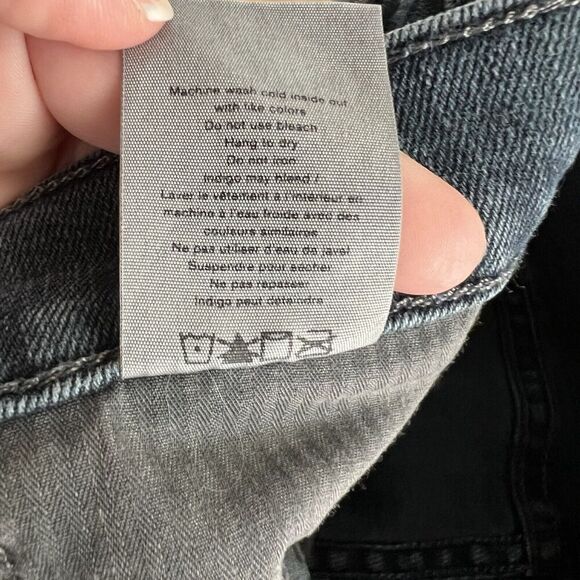 Machine wash cold inside out
with like colors
Do not use bleach
Hang to dry
Do not iron
Indigo may blend /
Laver le vêtement à l'intérieur en
machine à l'eau froide avec des
couleurs similaires
Ne pas utiliser d'eau de javel
Suspendre pour sécher
Ne pas repasser
Indigo peut déteindre